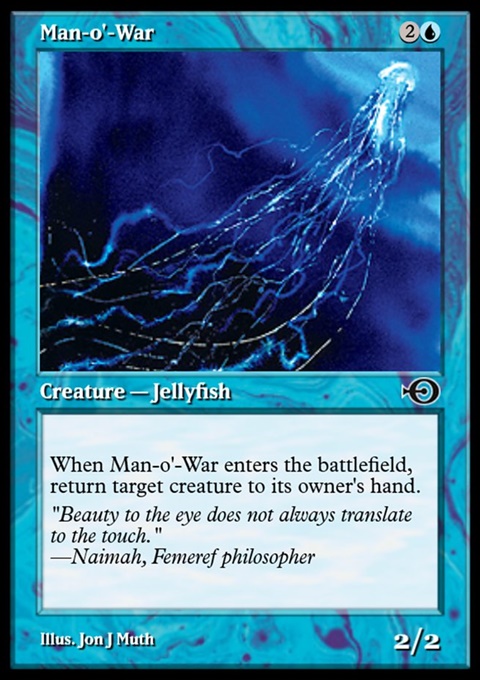 Man-o'-War
2
Creature — Jellyfish
When Man-o'-War enters the battlefield,
return target creature to its owner's hand.
"Beauty to the eye does not always translate
to the touch."
—Naimah, Femeref philosopher
Illus. Jon J Muth
2/2